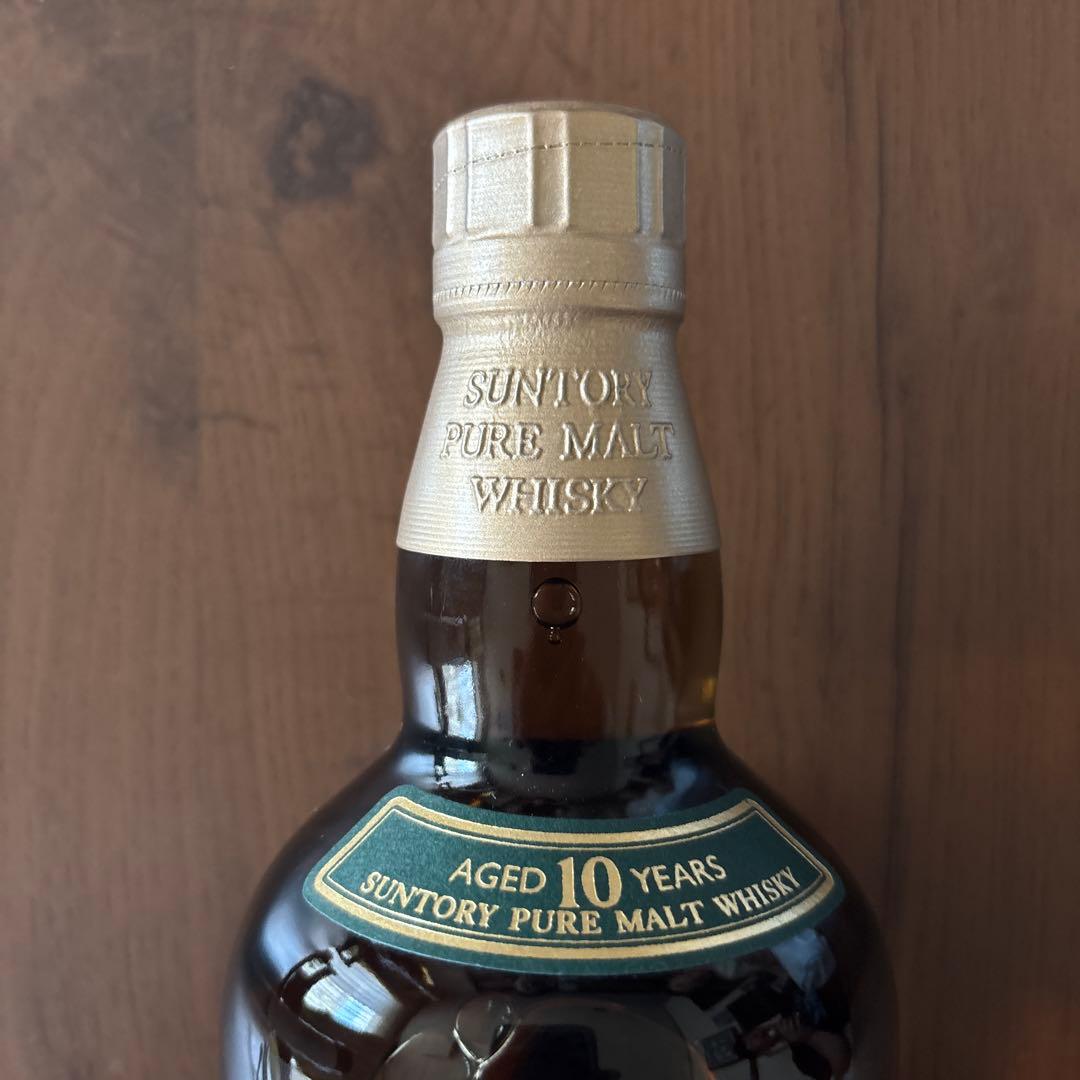 SUNTORY
PURE MALT
WHISKY
AGED 10 YEARS
SUNTORY PURE MALT WHISKY